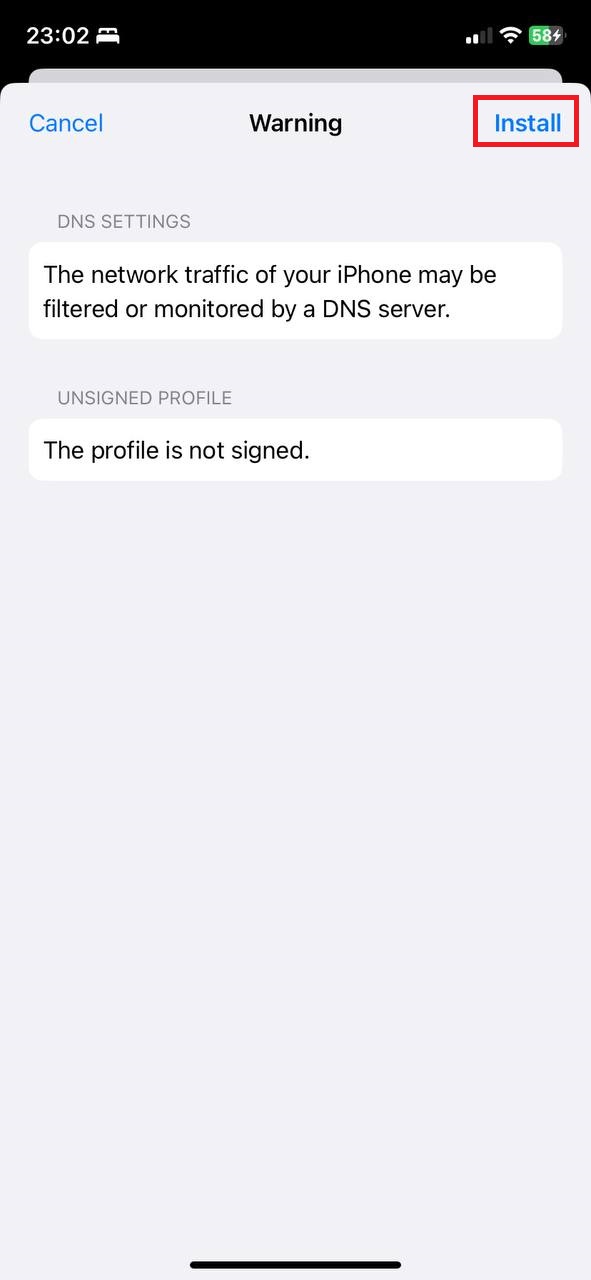 23:02
58
Cancel
Warning
Install
DNS SETTINGS
The network traffic of your iPhone may be
filtered or monitored by a DNS server.
UNSIGNED PROFILE
The profile is not signed.